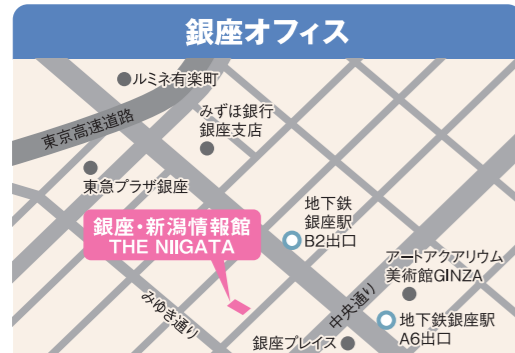 銀座オフィス
ルミネ有楽町
東京高速道路
みずほ銀行
銀座支店
東急プラザ銀座
銀座・新潟情報館
THE NIIGATA
地下鉄
銀座駅
B2出口
アートアクアリウム
美術館GINZA
みゆき通り
中央通り
地下鉄銀座駅
A6出口
銀座プレイス